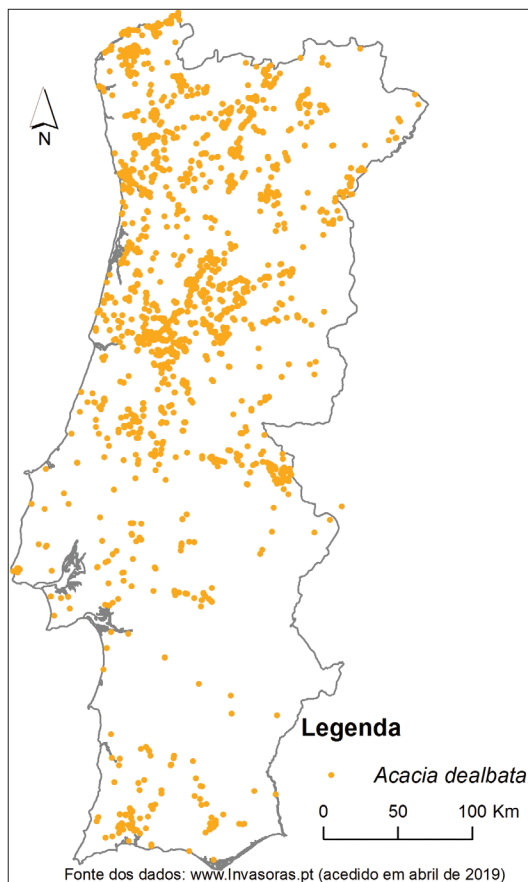 N
Legenda
Acacia dealbata
0 50 100 Km
Fonte dos dados: www.Invasoras.pt (acedido em abril de 2019)